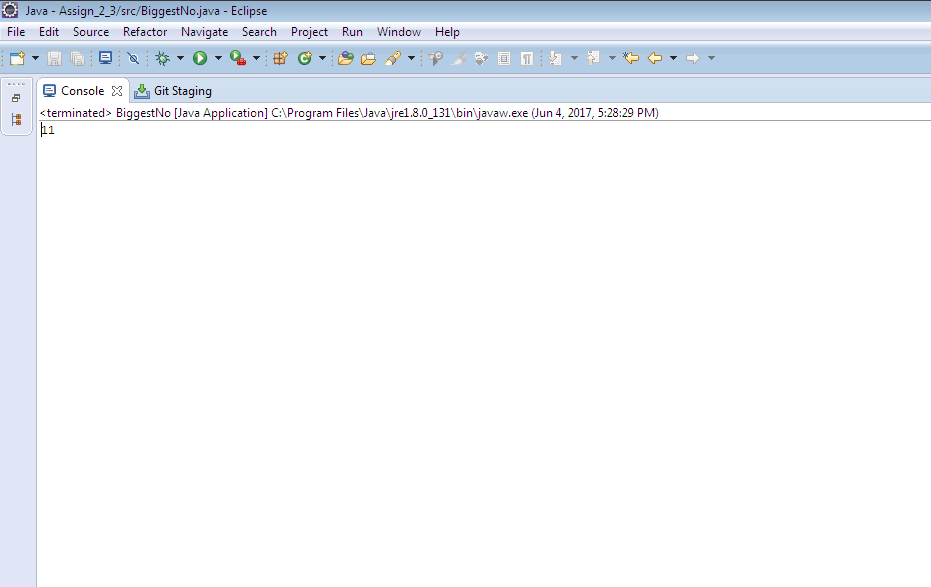 Java - Assign_2_3/src/BiggestNo.java - Eclipse
File Edit Source Refactor Navigate Search Project Run Window Help
Console Git Staging
<terminated> BiggestNo [Java Application] C:\Program Files\Java\jre1.8.0_131\bin\javaw.exe (Jun 4, 2017, 5:28:29 PM)
11